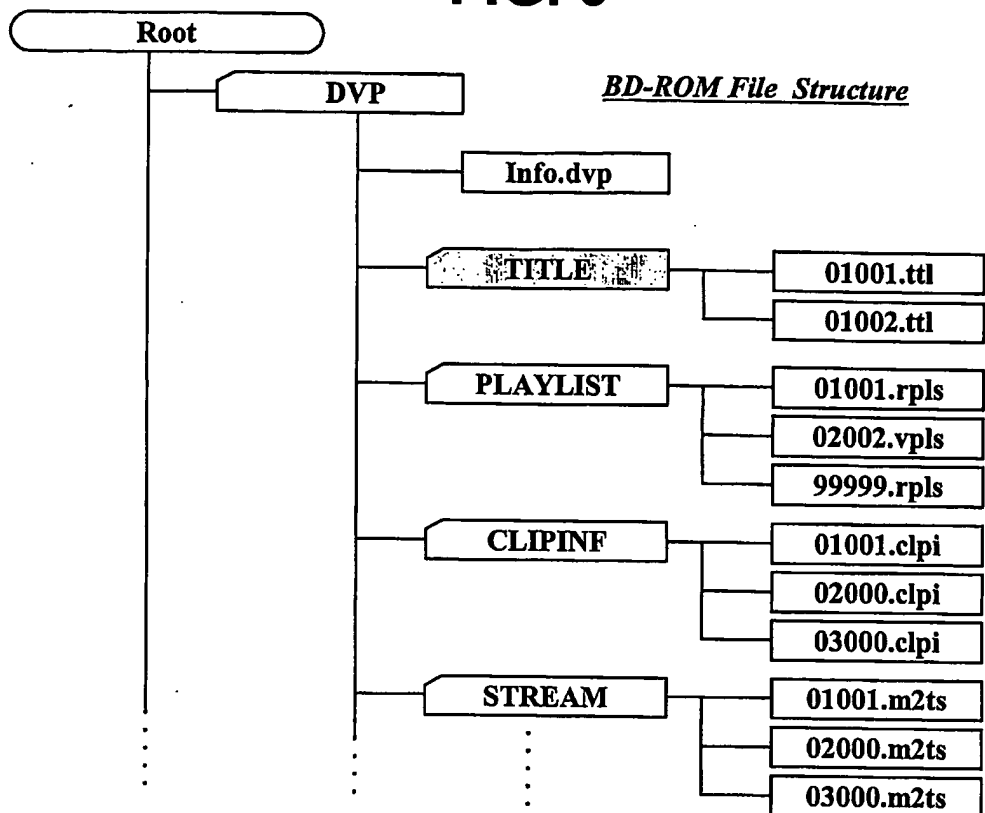 Root
DVP
BD-ROM File Structure
Info.dvp
TITLE
01001.ttl
01002.ttl
PLAYLIST
01001.rpls
02002.vpls
99999.rpls
CLIPINF
01001.clpi
02000.clpi
03000.clpi
STREAM
01001.m2ts
02000.m2ts
03000.m2ts